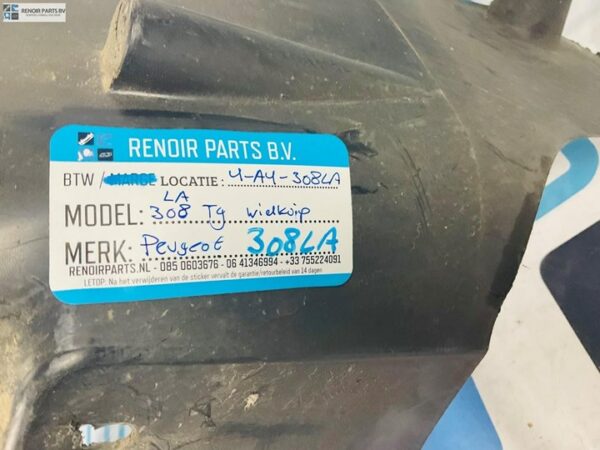 RENOIR PARTS BV
RENOIR PARTS B.V.
BTW / MARGE LOCATIE: 4-A4-308LA
LA
MODEL: 308 T9 wielkuip
MERK: Peugeot 308LA
RENOIRPARTS.NL - 085 0603676 - 06 41346994 - +33 755224091
LETOP: Na het verwijderen van de sticker vervalt de garantie/retourbeleid van 14 dagen